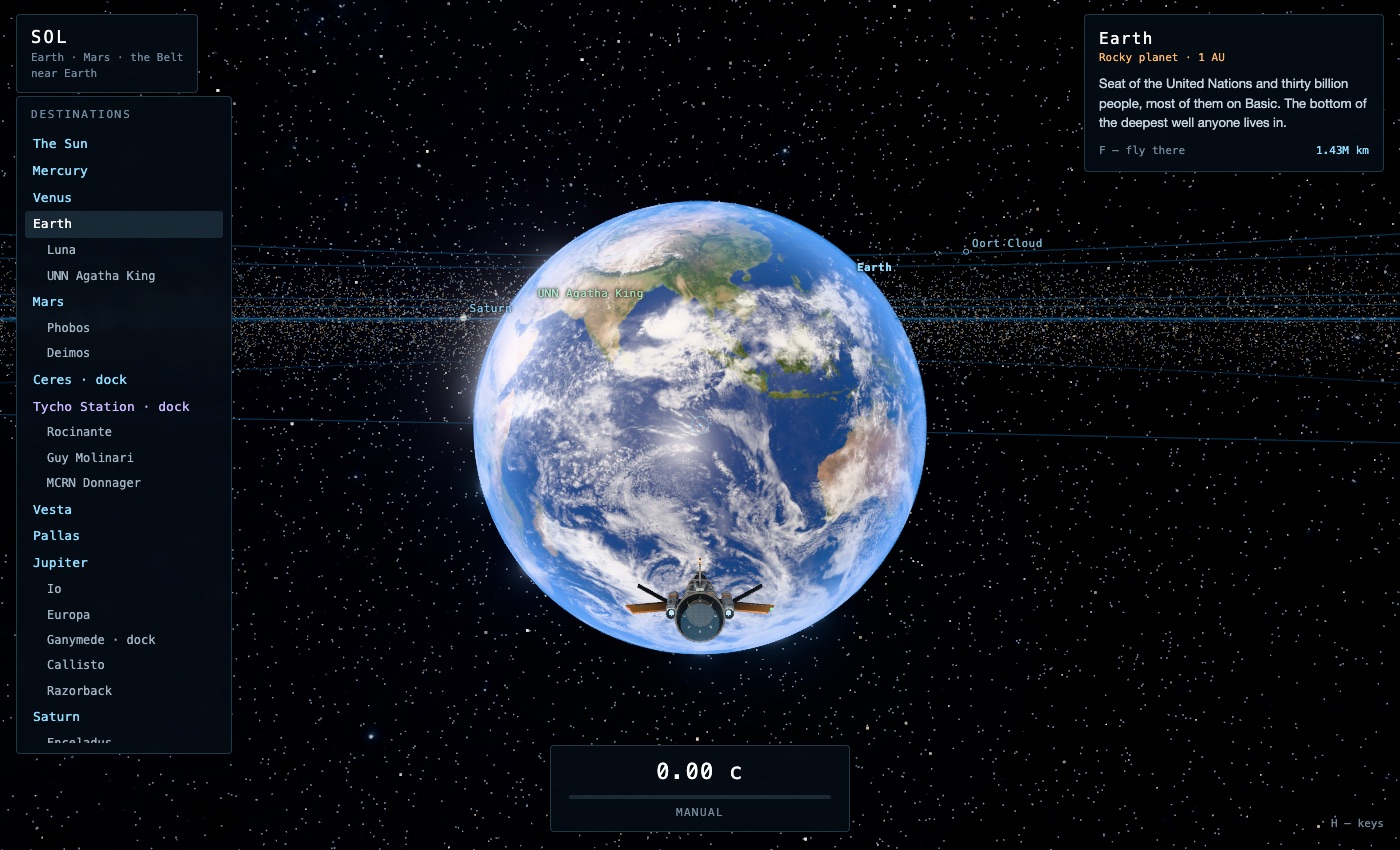 SOL
Earth · Mars · the Belt
near Earth
DESTINATIONS
The Sun
Mercury
Venus
Earth
Luna
UNN Agatha King
Mars
Phobos
Deimos
Ceres · dock
Tycho Station · dock
Rocinante
Guy Molinari
MCRN Donnager
Vesta
Pallas
Jupiter
Io
Europa
Ganymede · dock
Callisto
Razorback
Saturn
Enceladus
Earth
Rocky planet · 1 AU
Seat of the United Nations and thirty billion
people, most of them on Basic. The bottom of
the deepest well anyone lives in.
F — fly there 1.43M km
Oort Cloud
Earth
UNN Agatha King
Saturn
0.00 c
MANUAL
H — keys